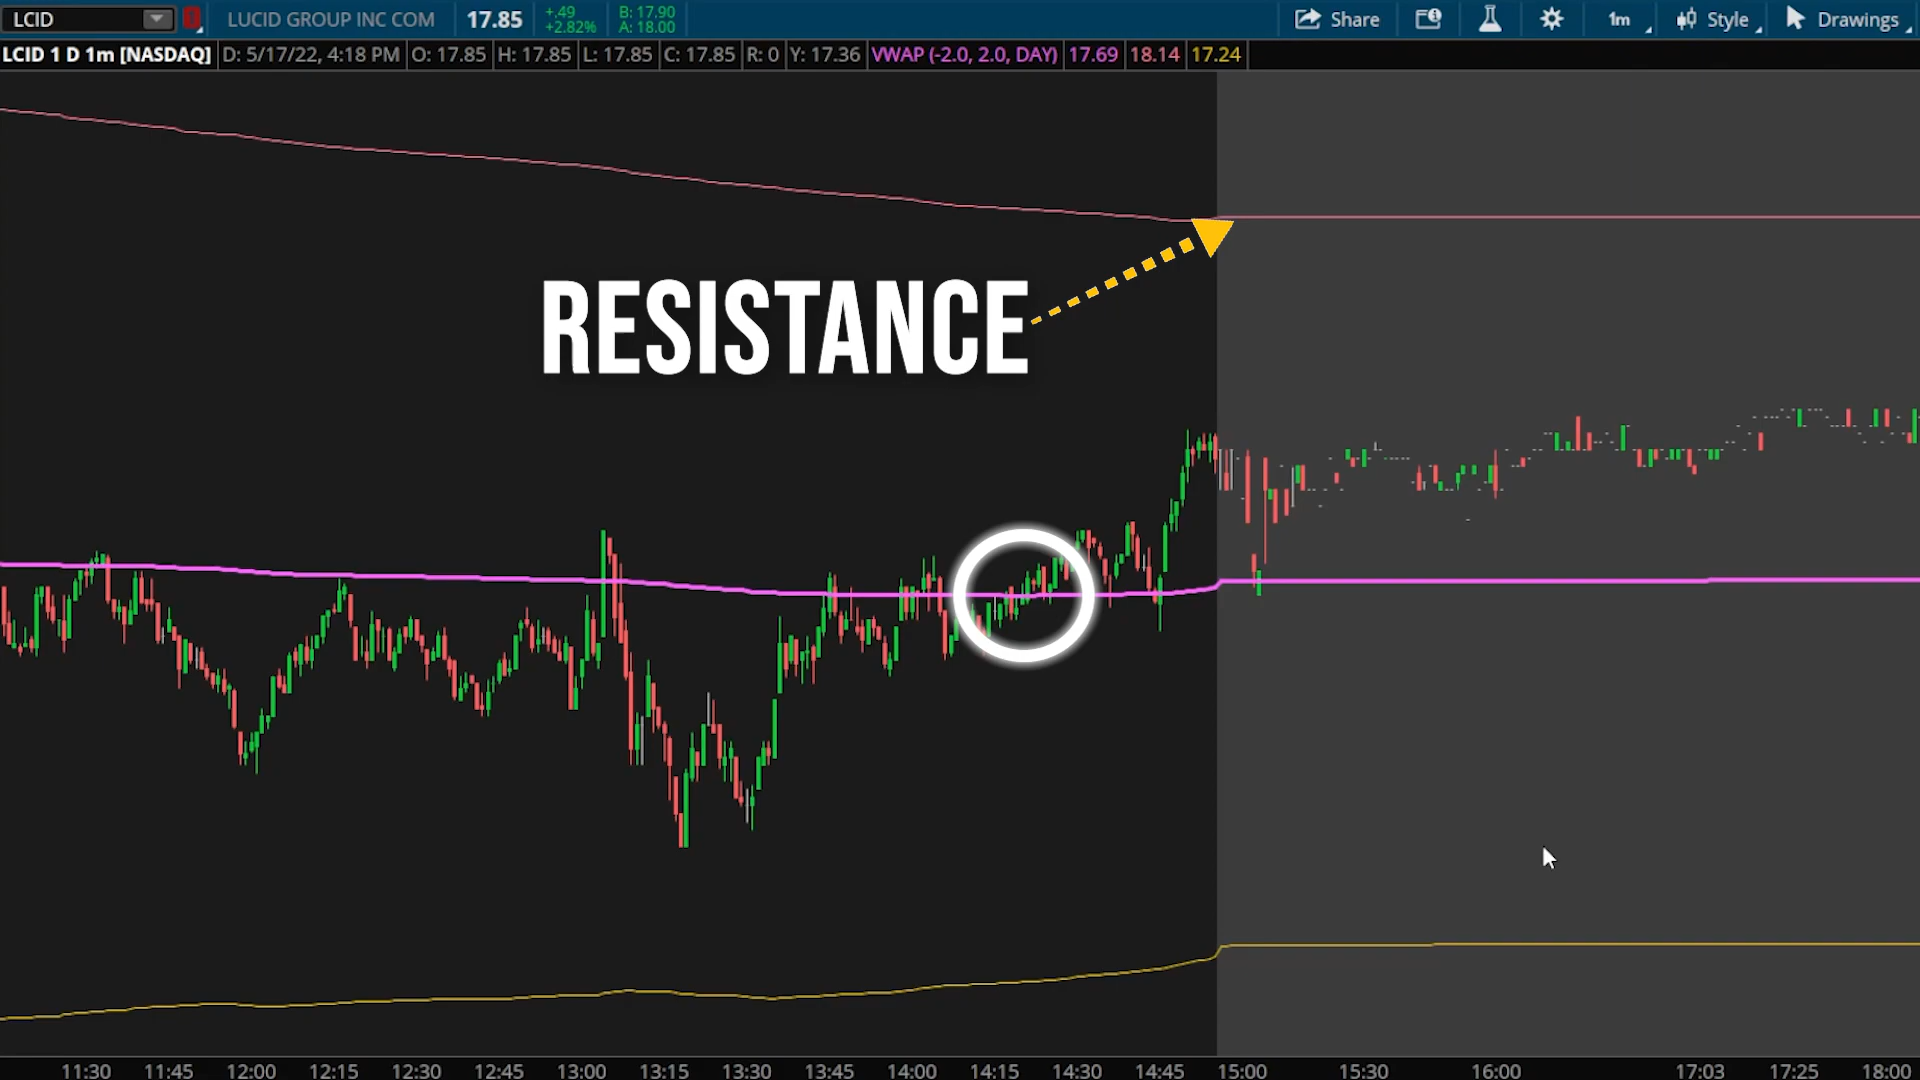 LCID LUCID GROUP INC COM 17.85 +.49 B: 17.90 Share 1m Style Drawings
+2.82% A: 18.00
LCID 1 D 1m [NASDAQ] D: 5/17/22, 4:18 PM O: 17.85 H: 17.85 L: 17.85 C: 17.85 R: 0 Y: 17.36 VWAP (-2.0, 2.0, DAY) 17.69 18.14 17.24
RESISTANCE
11:30 11:45 12:00 12:15 12:30 12:45 13:00 13:15 13:30 13:45 14:00 14:15 14:30 14:45 15:00 15:30 16:00 17:03 17:25 18:00